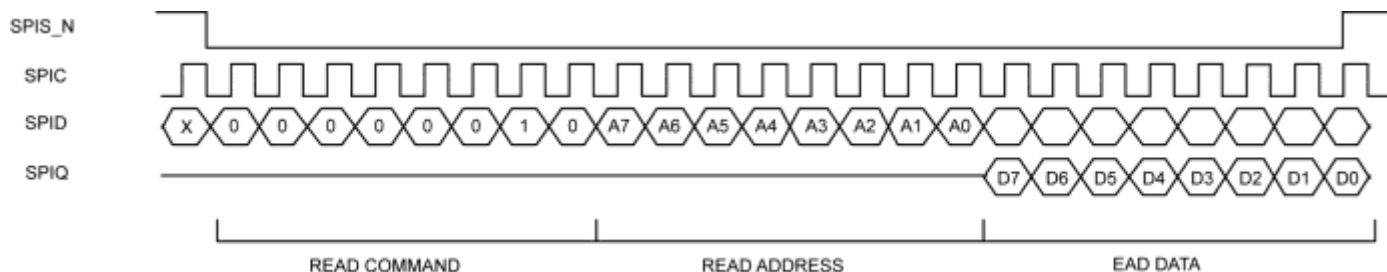 SPIS_N
SPIC
SPID X 0 0 0 0 0 0 1 0 A7 A6 A5 A4 A3 A2 A1 A0
SPIQ D7 D6 D5 D4 D3 D2 D1 D0
READ COMMAND READ ADDRESS EAD DATA